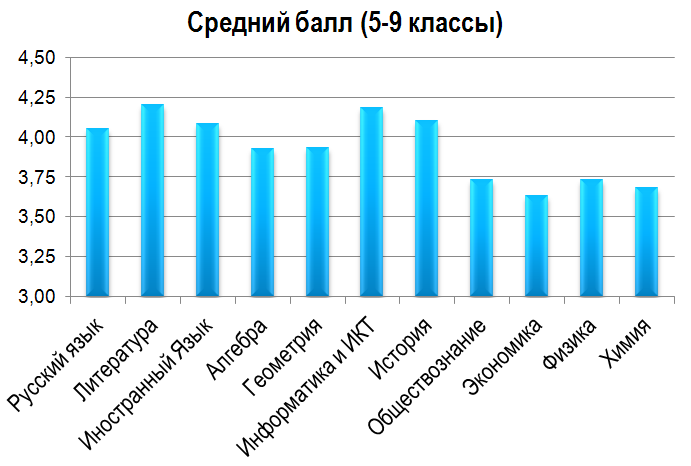 Средний балл (5-9 классы)
4,50
4,25
4,00
3,75
3,50
3,25
3,00
Русский язык
Литература
Иностранный Язык
Алгебра
Геометрия
Информатика и ИКТ
История
Обществознание
Экономика
Физика
Химия